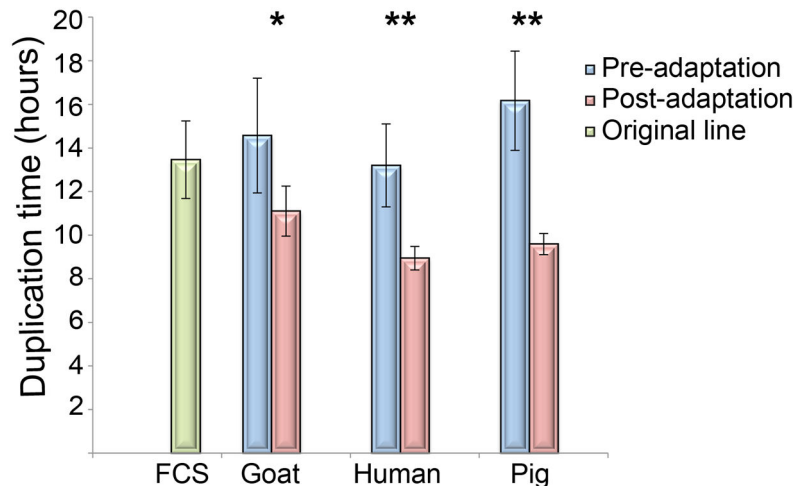 Duplication time (hours)
20
18
16
14
12
10
8
6
4
2
*
**
**
Pre-adaptation
Post-adaptation
Original line
FCS
Goat
Human
Pig